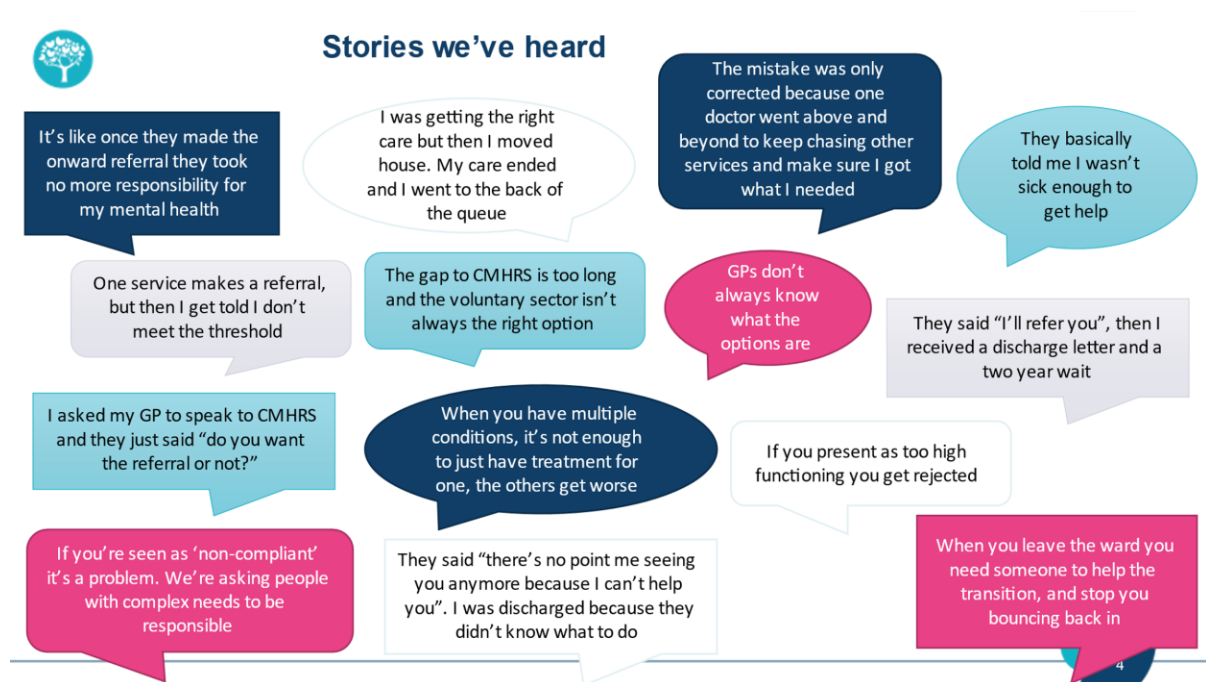 Stories we've heard
It's like once they made the
onward referral they took
no more responsibility for
my mental health
I was getting the right
care but then I moved
house. My care ended
and I went to the back of
the queue
The mistake was only
corrected because one
doctor went above and
beyond to keep chasing other
services and make sure I got
what I needed
They basically
told me I wasn't
sick enough to
get help
One service makes a referral,
but then I get told I don't
meet the threshold
The gap to CMHRS is too long
and the voluntary sector isn't
always the right option
GPs don't
always know
what the
options are
They said “I'll refer you”, then I
received a discharge letter and a
two year wait
I asked my GP to speak to CMHRS
and they just said “do you want
the referral or not?”
When you have multiple
conditions, it's not enough
to just have treatment for
one, the others get worse
If you present as too high
functioning you get rejected
If you're seen as ‘non-compliant’
it's a problem. We're asking people
with complex needs to be
responsible
They said “there's no point me seeing
you anymore because I can't help
you”. I was discharged because they
didn't know what to do
When you leave the ward you
need someone to help the
transition, and stop you
bouncing back in
4